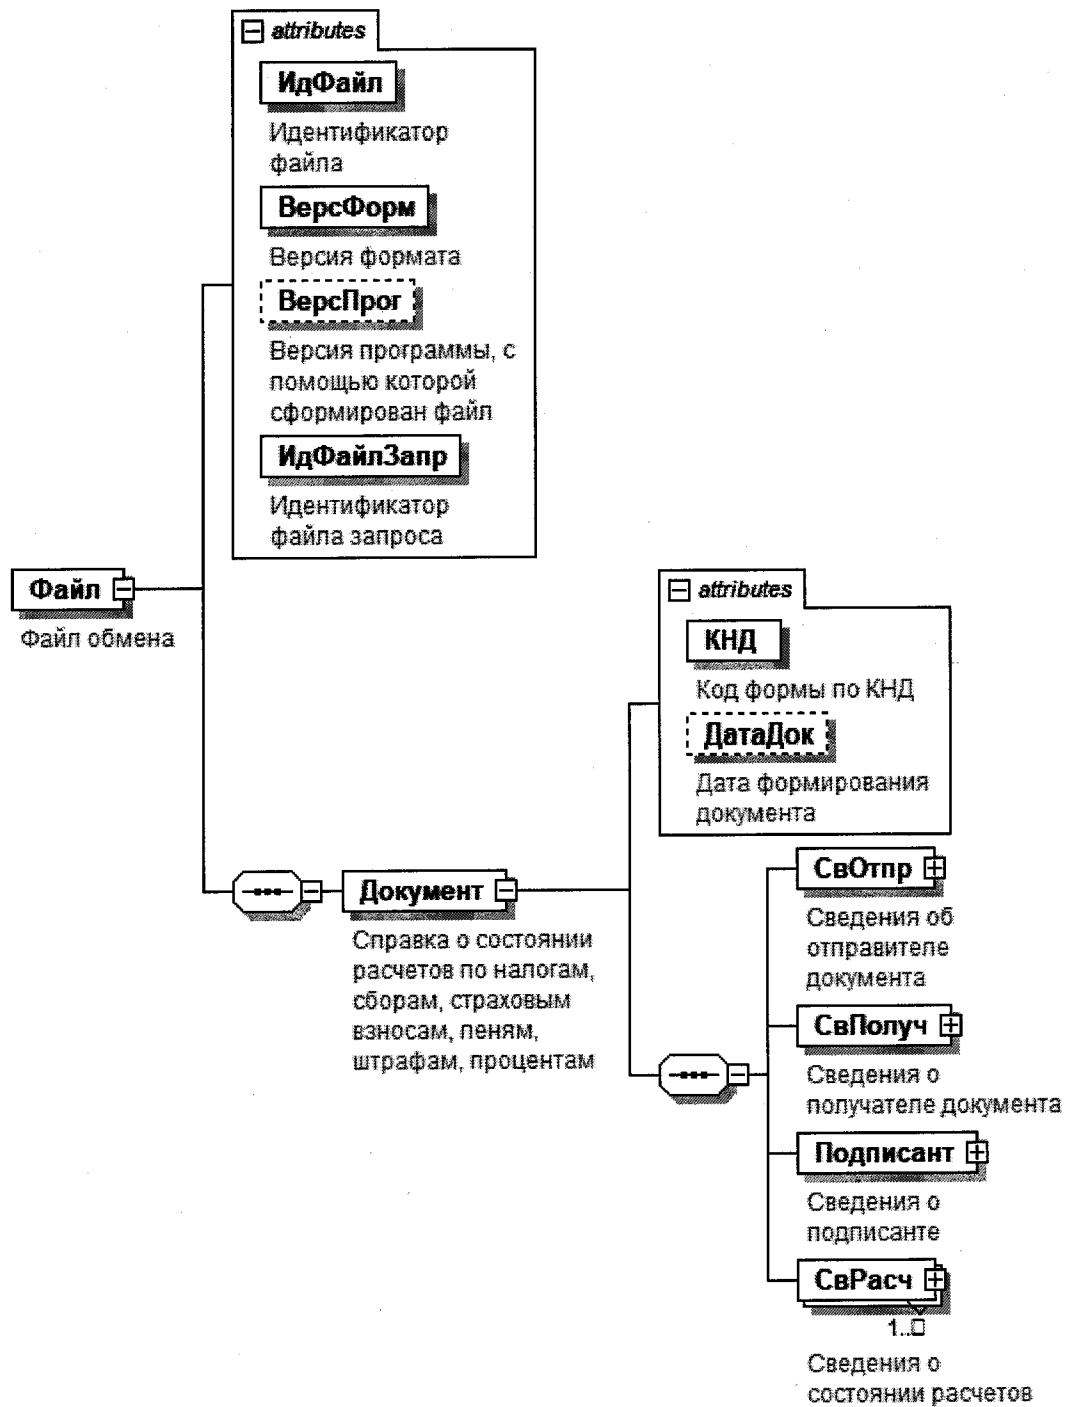 attributes
ИдФайл
Идентификатор
файла
ВерсФорм
Версия формата
ВерсПрог
Версия программы, с
помощью которой
сформирован файл
ИдФайлЗапр
Идентификатор
файла запроса
Файл
Файл обмена
attributes
КНД
Код формы по КНД
ДатаДок
Дата формирования
документа
Документ
Справка о состоянии
расчетов по налогам,
сборам, страховым
взносам, пеням,
штрафам, процентам
СвОтпр
Сведения об
отправителе
документа
СвПолуч
Сведения о
получателе документа
Подписант
Сведения о
подписанте
СвРасч
1..□
Сведения о
состоянии расчетов